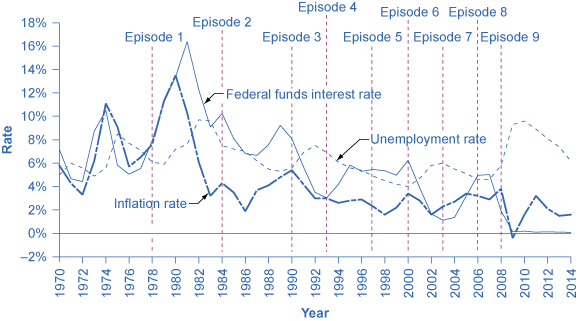 Episode 4
Episode 6 Episode 8
Episode 2
Episode 1 Episode 3 Episode 5 Episode 7 Episode 9
18%
16%
14%
12%
10%
8%
6%
4%
2%
0%
–2%
Rate
Federal funds interest rate
Unemployment rate
Inflation rate
1970 1972 1974 1976 1978 1980 1982 1984 1986 1988 1990 1992 1994 1996 1998 2000 2002 2004 2006 2008 2010 2012 2014
Year